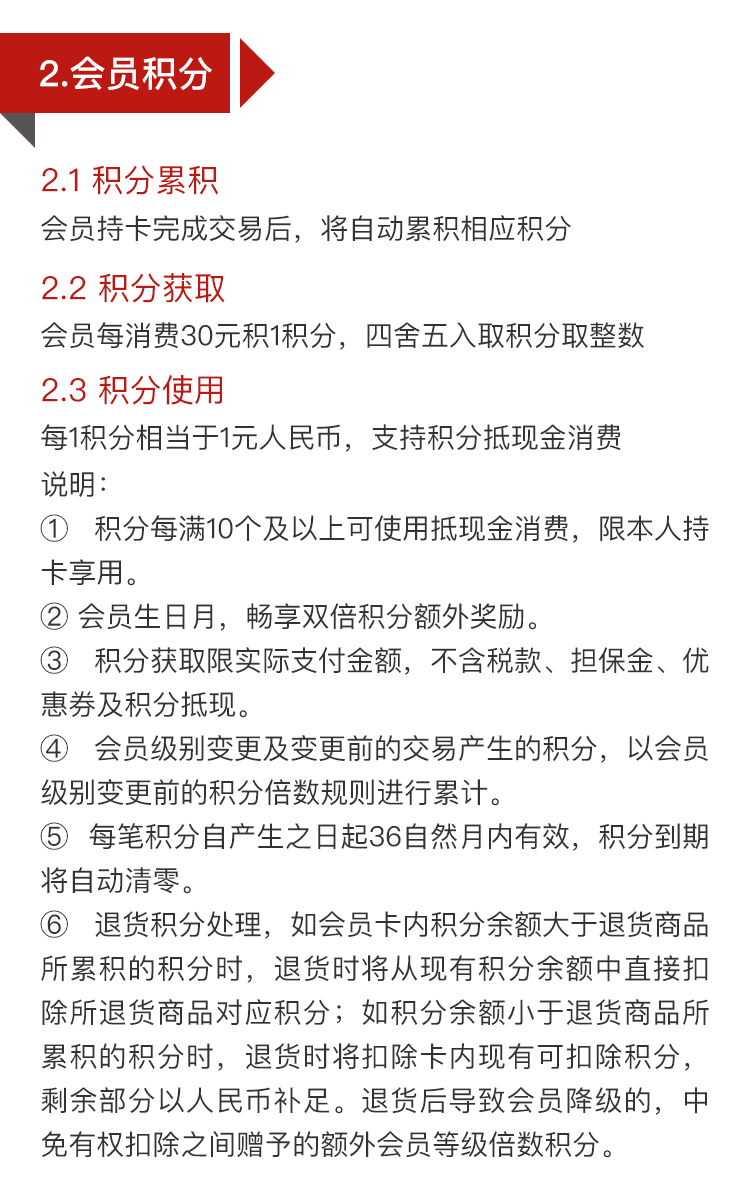 2.会员积分
2.1 积分累积
会员持卡完成交易后，将自动累积相应积分
2.2 积分获取
会员每消费30元积1积分，四舍五入取积分取整数
2.3 积分使用
每1积分相当于1元人民币，支持积分抵现金消费
说明：
① 积分每满10个及以上可使用抵现金消费，限本人持
卡享用。
② 会员生日月，畅享双倍积分额外奖励。
③ 积分获取限实际支付金额，不含税款、担保金、优
惠券及积分抵现。
④ 会员级别变更及变更前的交易产生的积分，以会员
级别变更前的积分倍数规则进行累计。
⑤ 每笔积分自产生之日起36自然月内有效，积分到期
将自动清零。
⑥ 退货积分处理，如会员卡内积分余额大于退货商品
所累积的积分时，退货时将从现有积分余额中直接扣
除所退货商品对应积分；如积分余额小于退货商品所
累积的积分时，退货时将扣除卡内现有可扣除积分，
剩余部分以人民币补足。退货后导致会员降级的，中
免有权扣除之间赠予的额外会员等级倍数积分。